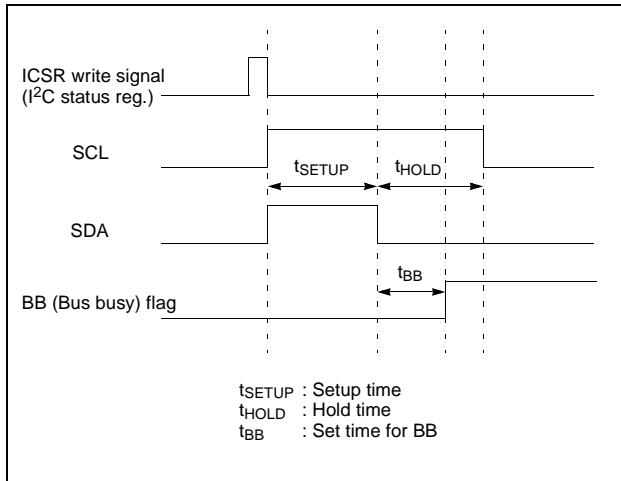 ICSR write signal
(I²C status reg.)
SCL
tSETUP
tHOLD
SDA
tBB
BB (Bus busy) flag
tSETUP : Setup time
tHOLD : Hold time
tBB : Set time for BB